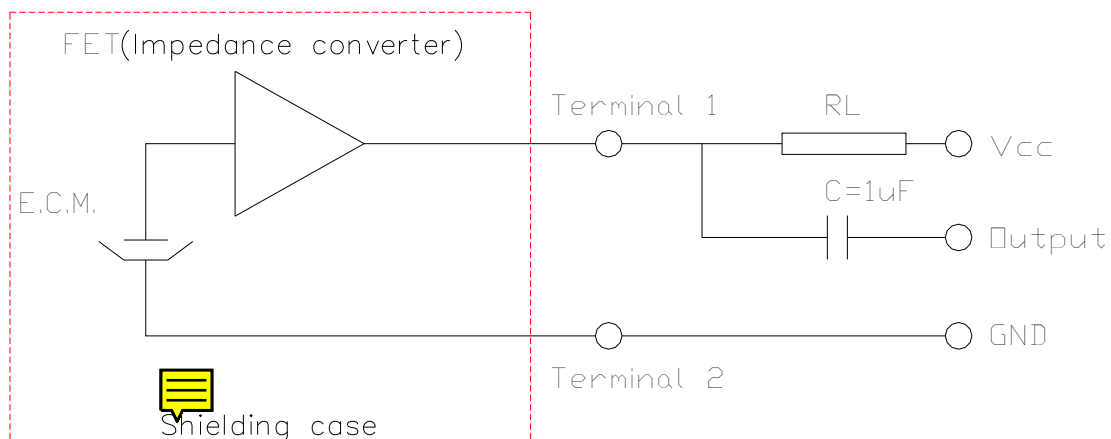 FET(Impedance converter)
Terminal 1
RL
Vcc
E.C.M.
C=1uF
Output
GND
Terminal 2
Shielding case